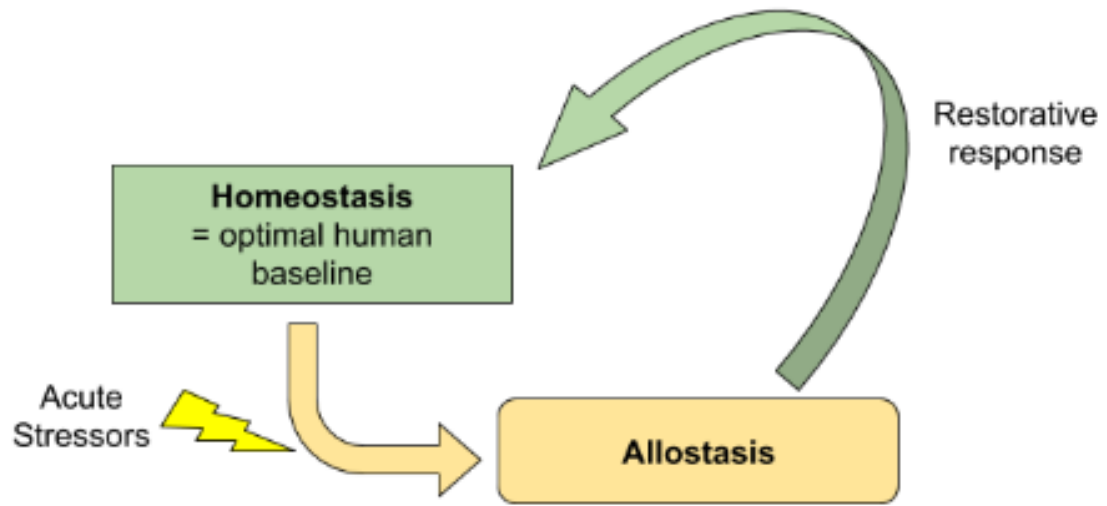 Restorative
response
Homeostasis
= optimal human
baseline
Acute
Stressors
Allostasis